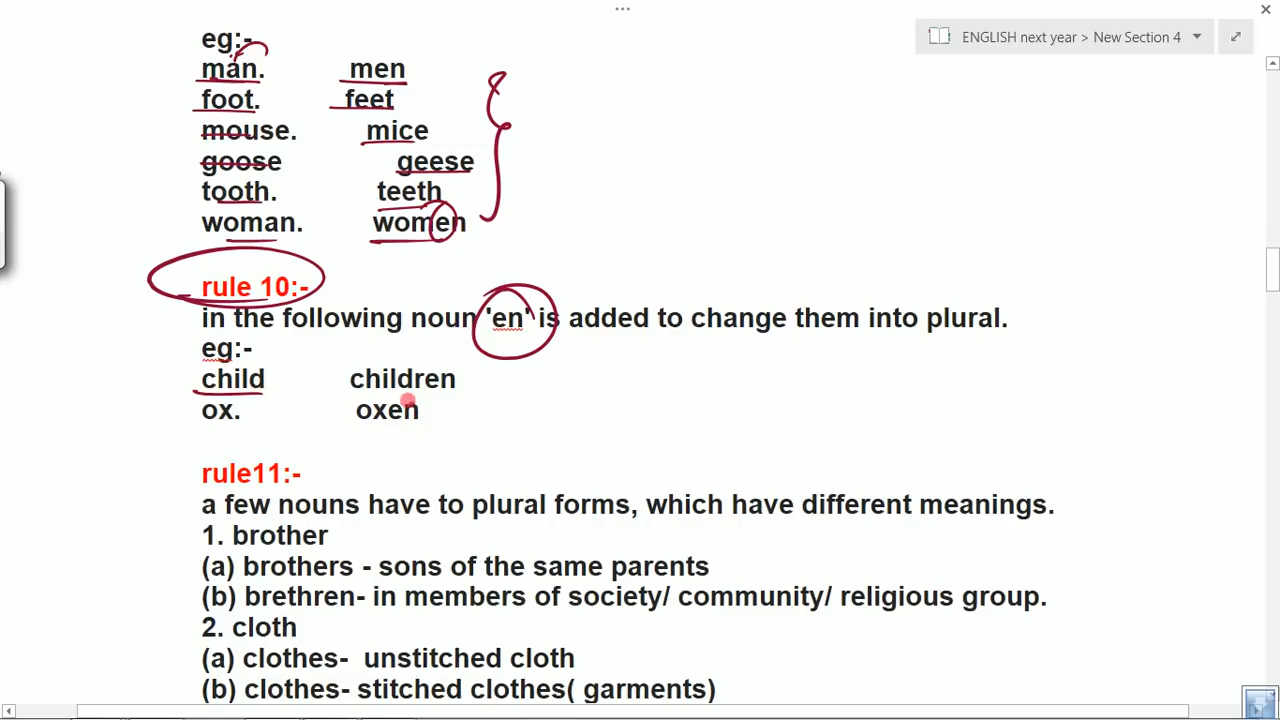 ENGLISH next year > New Section 4
eg:-
man. men
foot. feet
mouse. mice
goose geese
tooth. teeth
woman. women
rule 10:-
in the following noun 'en' is added to change them into plural.
eg:-
child children
ox. oxen
rule11:-
a few nouns have to plural forms, which have different meanings.
1. brother
(a) brothers - sons of the same parents
(b) brethren- in members of society/ community/ religious group.
2. cloth
(a) clothes-  unstitched cloth
(b) clothes- stitched clothes( garments)